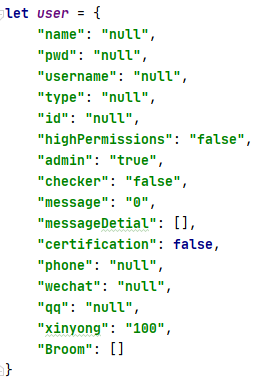 let user = {
    "name": "null",
    "pwd": "null",
    "username": "null",
    "type": "null",
    "id": "null",
    "highPermissions": "false",
    "admin": "true",
    "checker": "false",
    "message": "0",
    "messageDetial": [],
    "certification": false,
    "phone": "null",
    "wechat": "null",
    "qq": "null",
    "xinyong": "100",
    "Broom": []
}